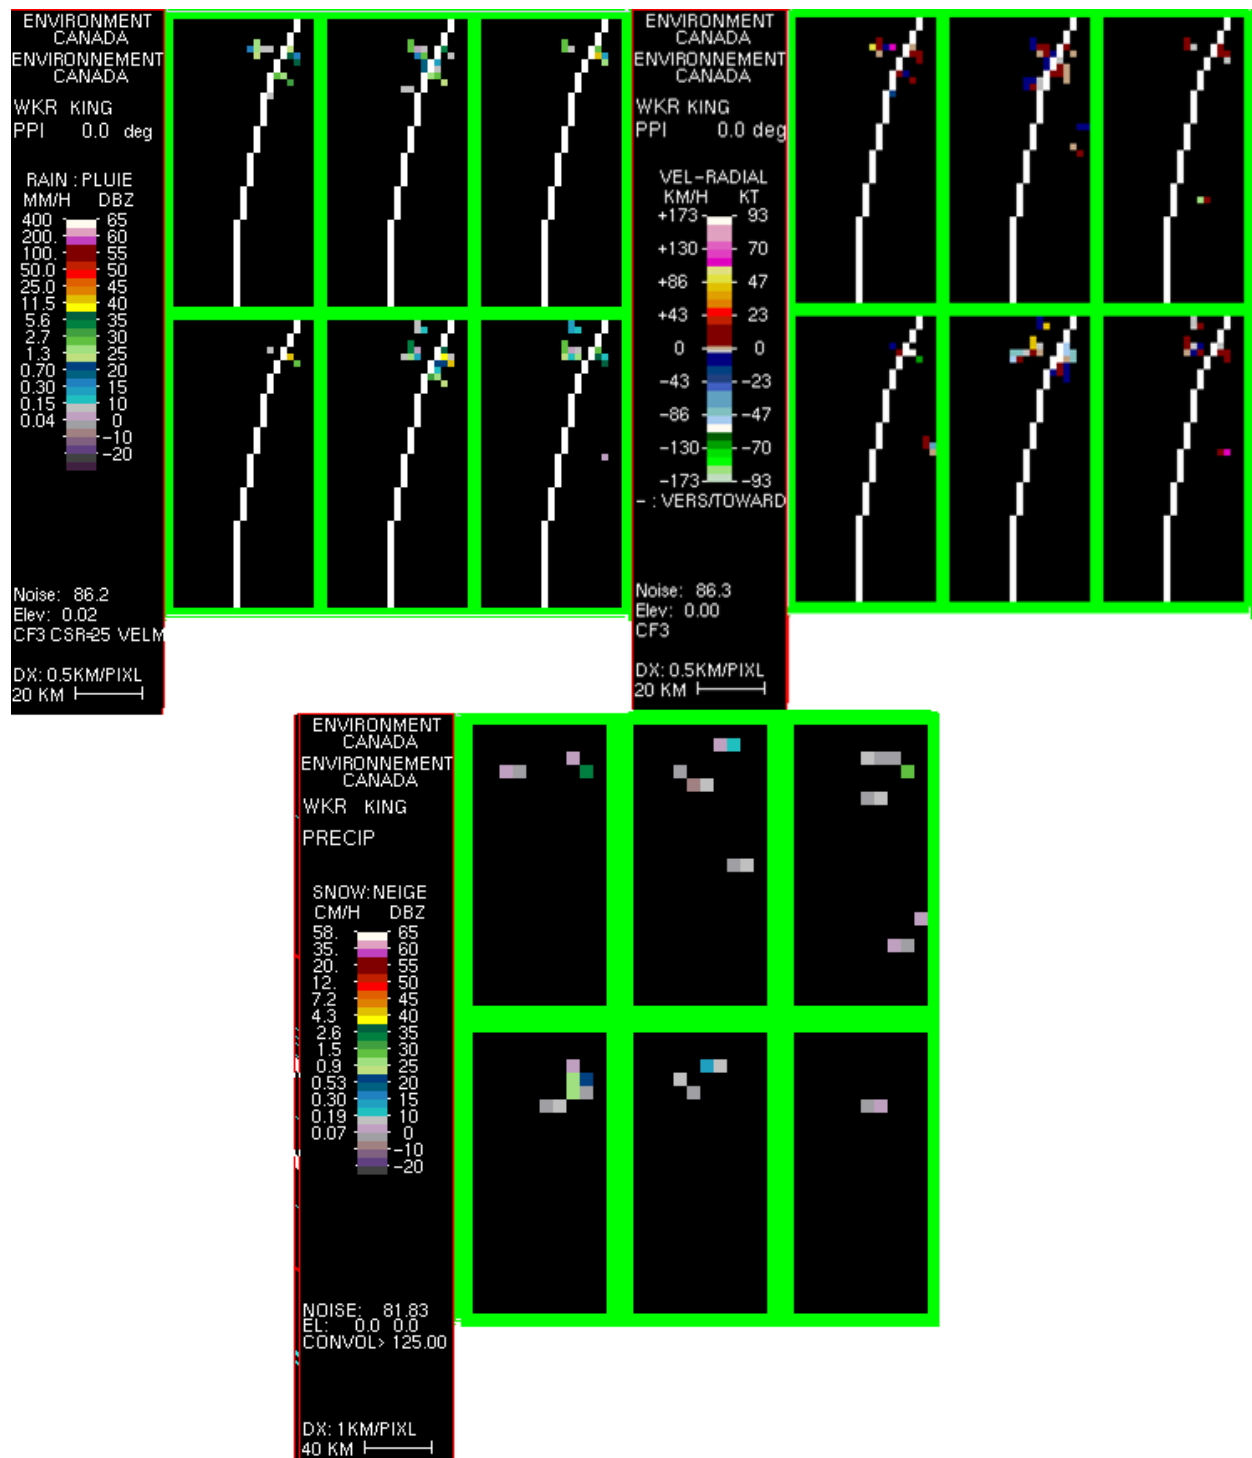 ENVIRONMENT
CANADA
ENVIRONNEMENT
CANADA
WKR KING
PPI 0.0 deg
RAIN : PLUIE
MM/H DBZ
400 65
200. 60
100. 55
50.0 50
25.0 45
11.5 40
5.6 35
2.7 30
1.3 25
0.70 20
0.30 15
0.15 10
0.04 0
-10
-20
Noise: 86.2
Elev: 0.02
CF3 CSR=25 VELM
DX: 0.5KM/PIXL
20 KM
ENVIRONMENT
CANADA
ENVIRONNEMENT
CANADA
WKR KING
PPI 0.0 deg
VEL-RADIAL
KM/H KT
+173 93
+130 70
+86 47
+43 23
0 0
-43 -23
-86 -47
-130 -70
-173 -93
- : VERS/TOWARD
Noise: 86.3
Elev: 0.00
CF3
DX: 0.5KM/PIXL
20 KM
ENVIRONMENT
CANADA
ENVIRONNEMENT
CANADA
WKR KING
PRECIP
SNOW:NEIGE
CM/H DBZ
58. 65
35. 60
20. 55
12. 50
7.2 45
4.3 40
2.6 35
1.5 30
0.9 25
0.53 20
0.30 15
0.19 10
0.07 0
-10
-20
NOISE: 81.83
EL: 0.0 0.0
CONVOL> 125.00
DX: 1KM/PIXL
40 KM